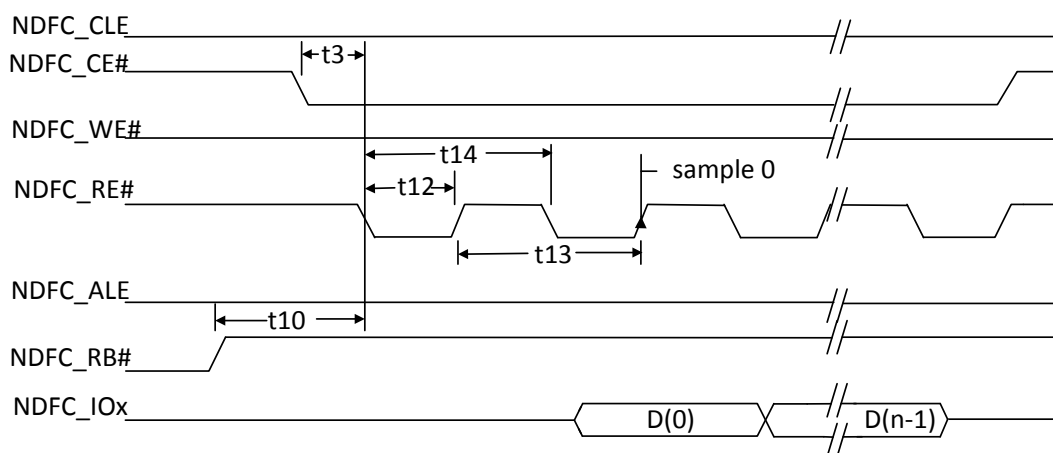 NDFC_CLE
t3
NDFC_CE#
NDFC_WE#
t14
sample 0
t12
NDFC_RE#
t13
NDFC_ALE
t10
NDFC_RB#
NDFC_IOx
D(0)
D(n-1)